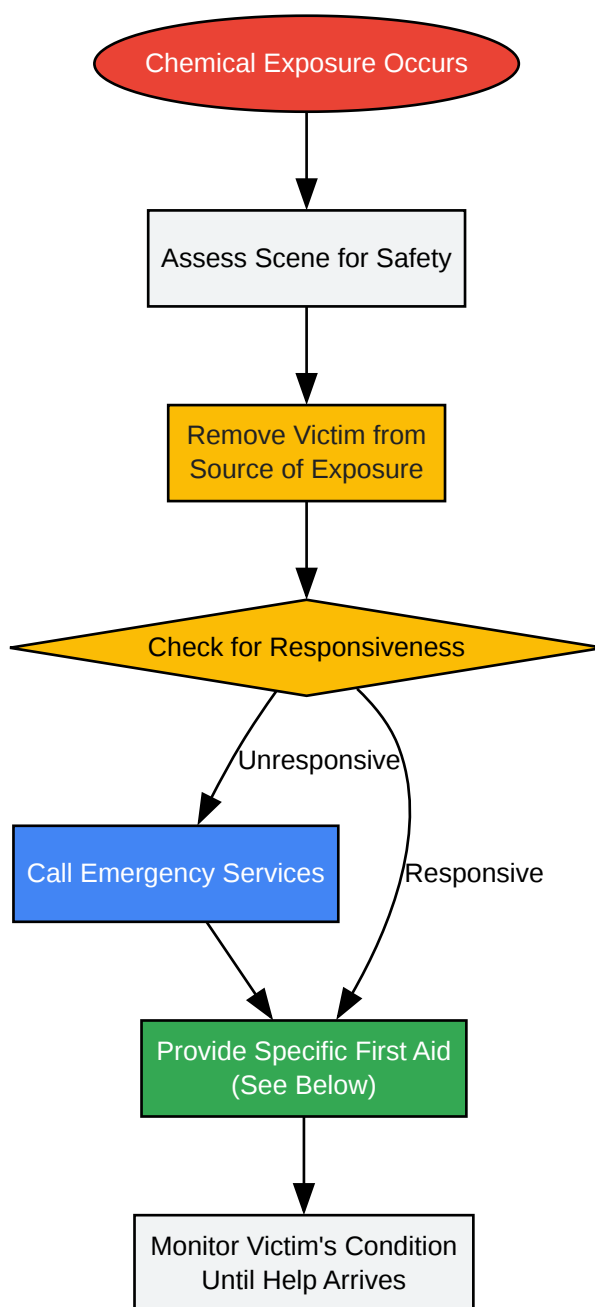 Chemical Exposure Occurs
Assess Scene for Safety
Remove Victim from
Source of Exposure
Check for Responsiveness
Unresponsive
Call Emergency Services
Responsive
Provide Specific First Aid
(See Below)
Monitor Victim's Condition
Until Help Arrives